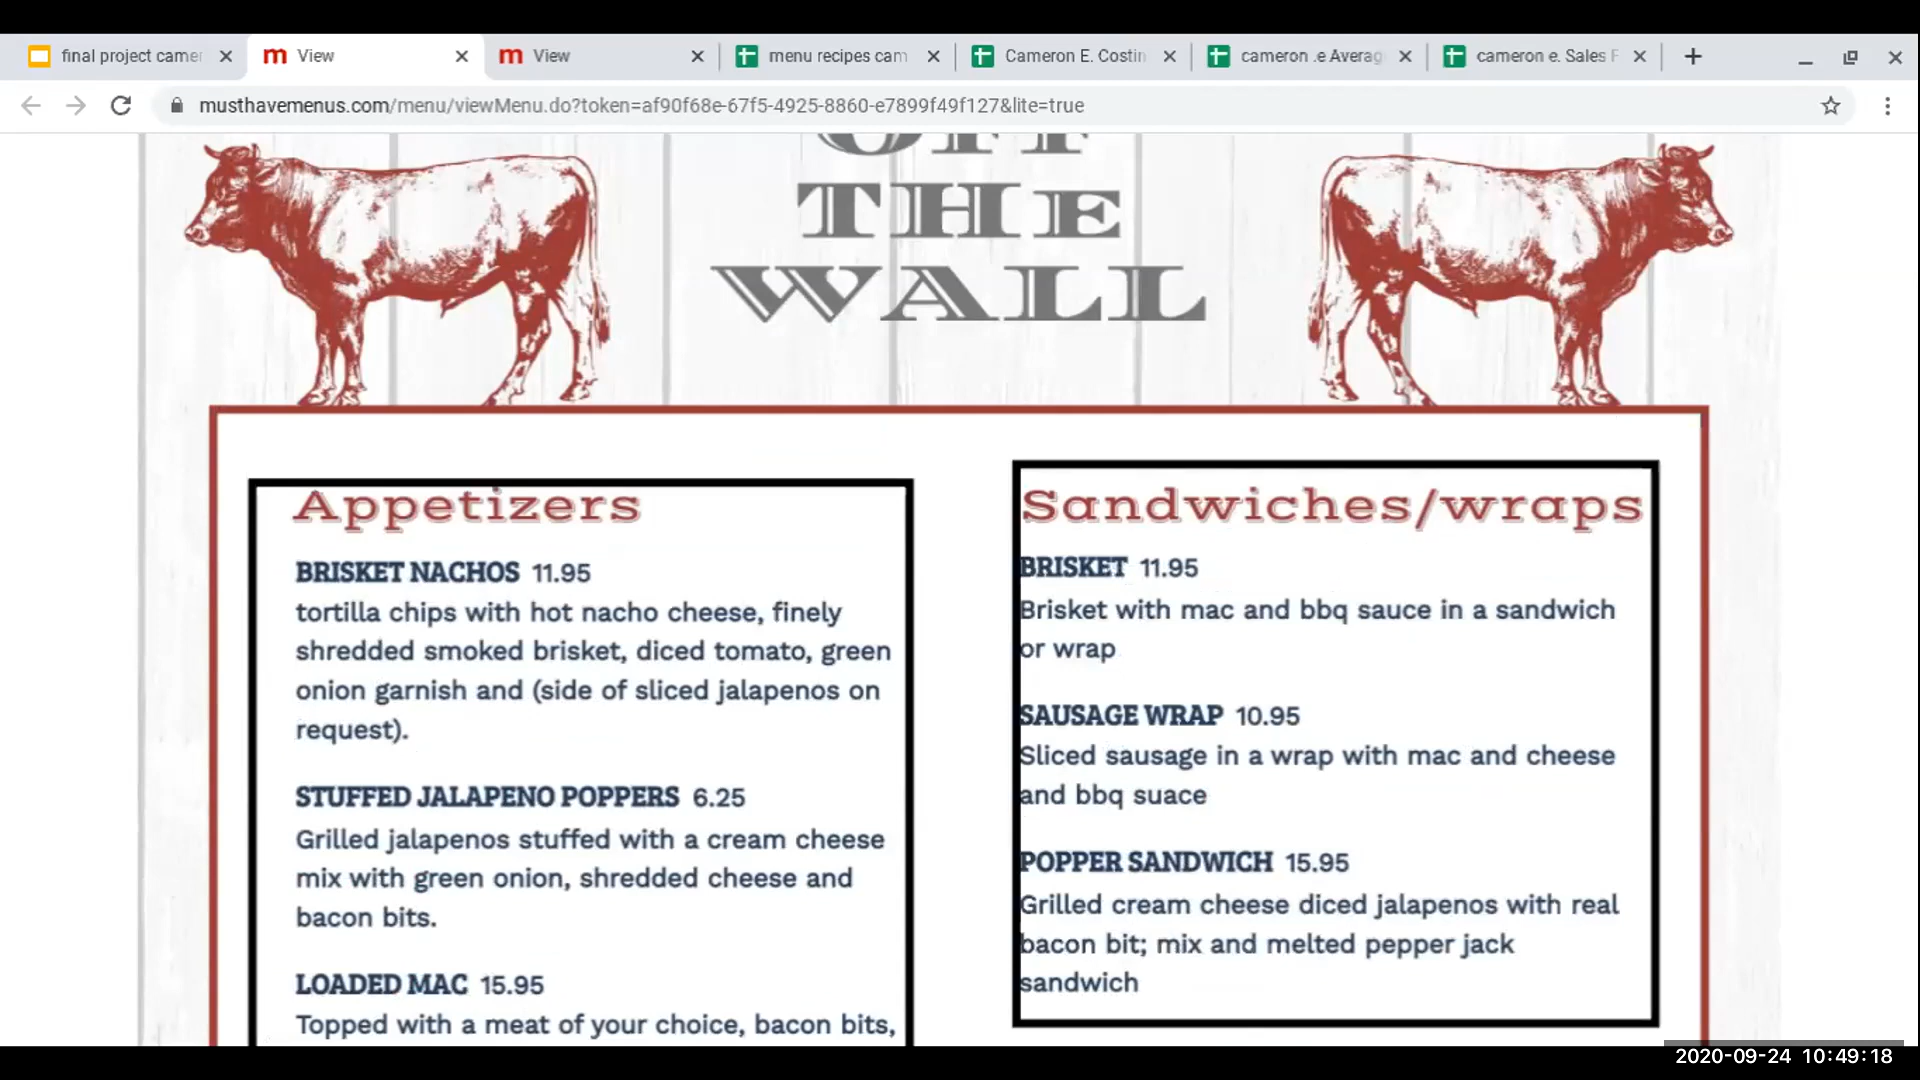 final project camer
View
View
menu recipes cam
Cameron E. Costin
cameron .e Averag
cameron e. Sales F
musthavemenus.com/menu/viewMenu.do?token=af90f68e-67f5-4925-8860-e7899f49f127&lite=true
OFF
THE
WALL
Appetizers
BRISKET NACHOS 11.95
tortilla chips with hot nacho cheese, finely
shredded smoked brisket, diced tomato, green
onion garnish and (side of sliced jalapenos on
request).
STUFFED JALAPENO POPPERS 6.25
Grilled jalapenos stuffed with a cream cheese
mix with green onion, shredded cheese and
bacon bits.
LOADED MAC 15.95
Topped with a meat of your choice, bacon bits,
Sandwiches/wraps
BRISKET 11.95
Brisket with mac and bbq sauce in a sandwich
or wrap
SAUSAGE WRAP 10.95
Sliced sausage in a wrap with mac and cheese
and bbq suace
POPPER SANDWICH 15.95
Grilled cream cheese diced jalapenos with real
bacon bit; mix and melted pepper jack
sandwich
2020-09-24 10:49:18